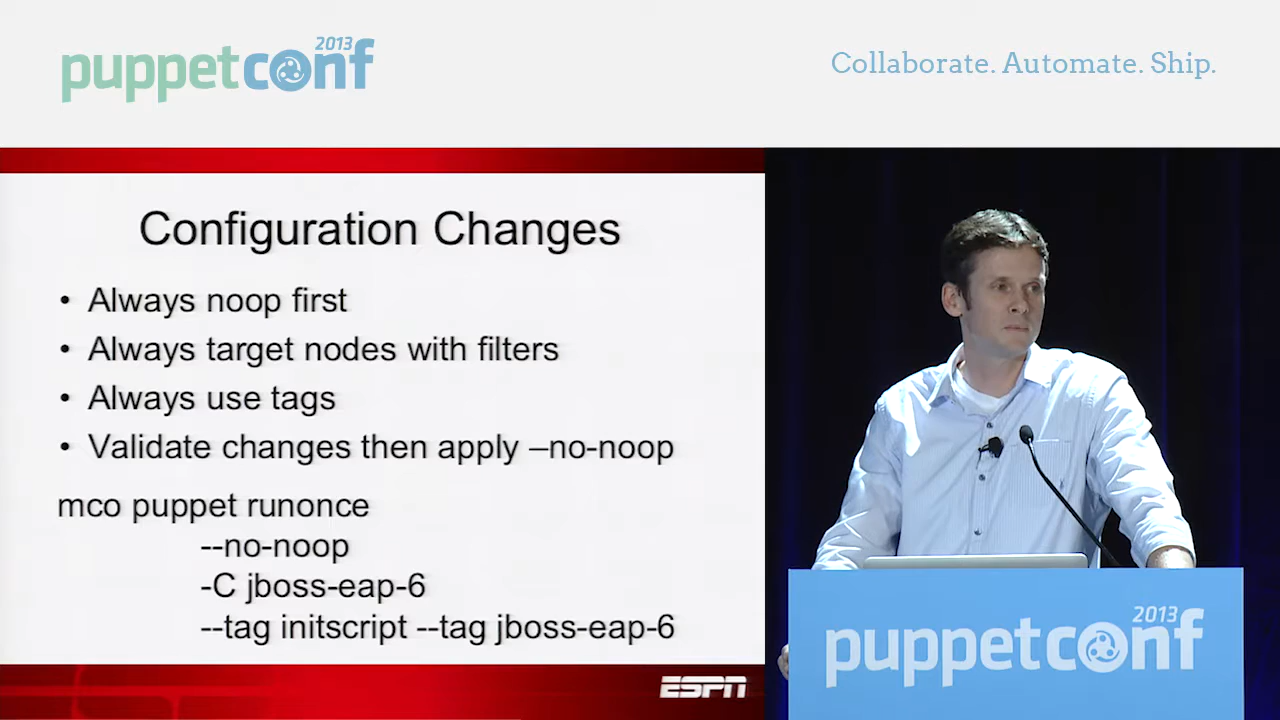 2013
puppetconf
Collaborate. Automate. Ship.
Configuration Changes
• Always noop first
• Always target nodes with filters
• Always use tags
• Validate changes then apply –no-noop
mco puppet runonce
--no-noop
-C jboss-eap-6
--tag initscript --tag jboss-eap-6
ESPN
2013
puppetconf